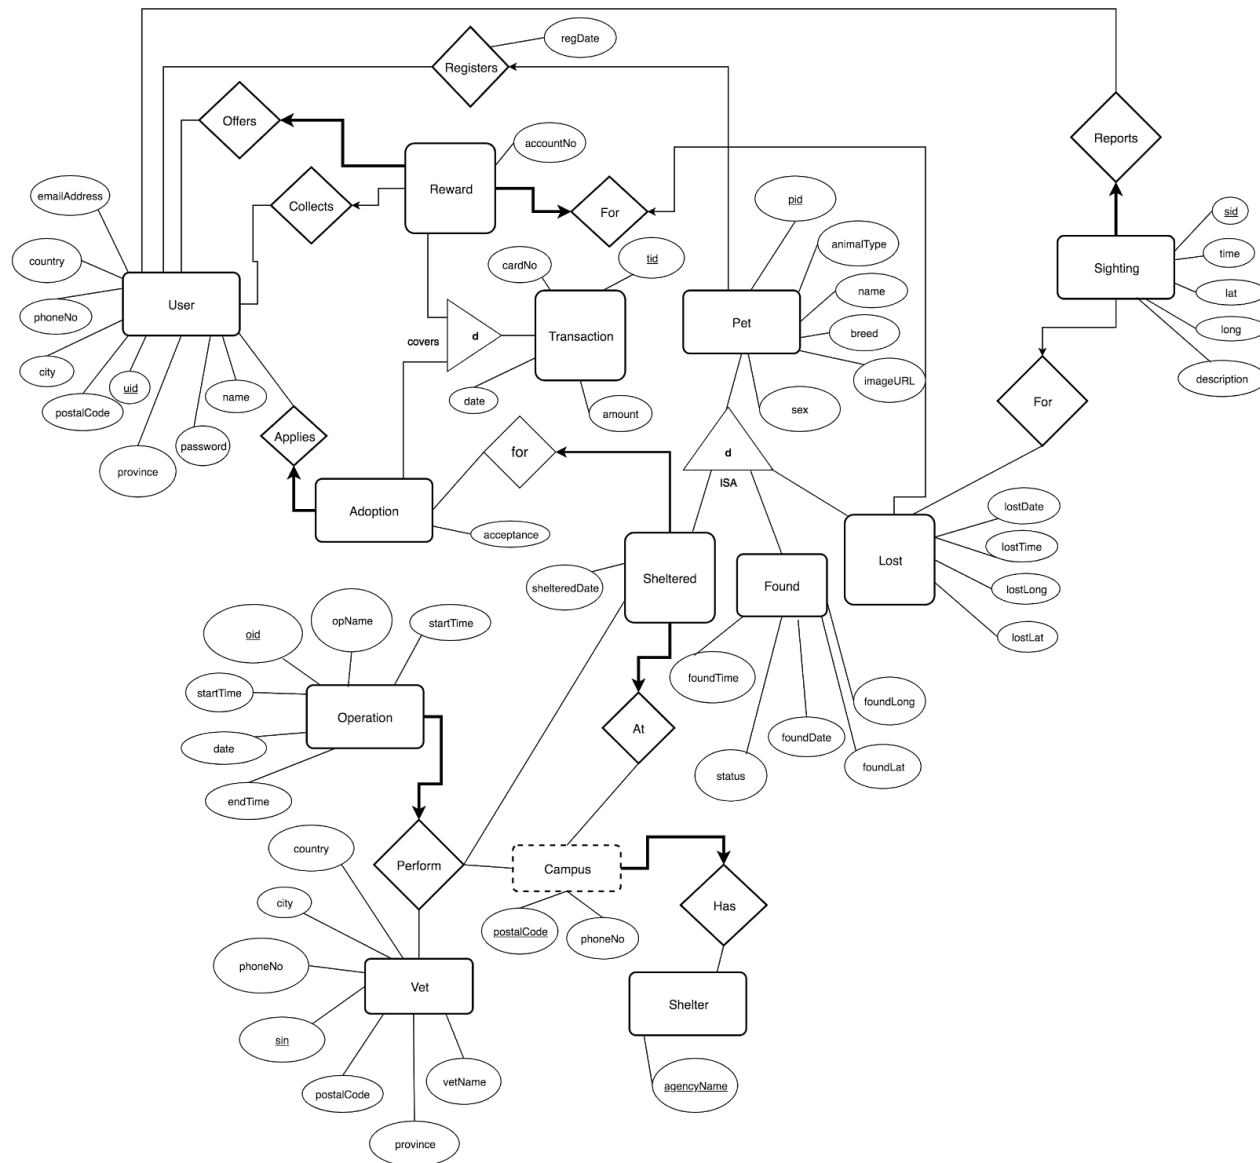 regDate
Registers
Offers
Reports
accountNo
Reward
emailAddress
Collects
For
pid
sid
animalType
country
cardNo
tid
time
Sighting
name
lat
User
phoneNo
Transaction
Pet
long
d
breed
covers
city
uid
name
date
imageURL
description
postalCode
amount
sex
For
Applies
password
for
d
province
ISA
lostDate
Adoption
acceptance
lostTime
Lost
Sheltered
Found
shelteredDate
lostLong
opName
startTime
oid
lostLat
foundTime
startTime
foundLong
Operation
At
foundDate
date
status
foundLat
endTime
country
Perform
Campus
city
Has
postalCode
phoneNo
phoneNo
Vet
Shelter
sin
vetName
agencyName
postalCode
province